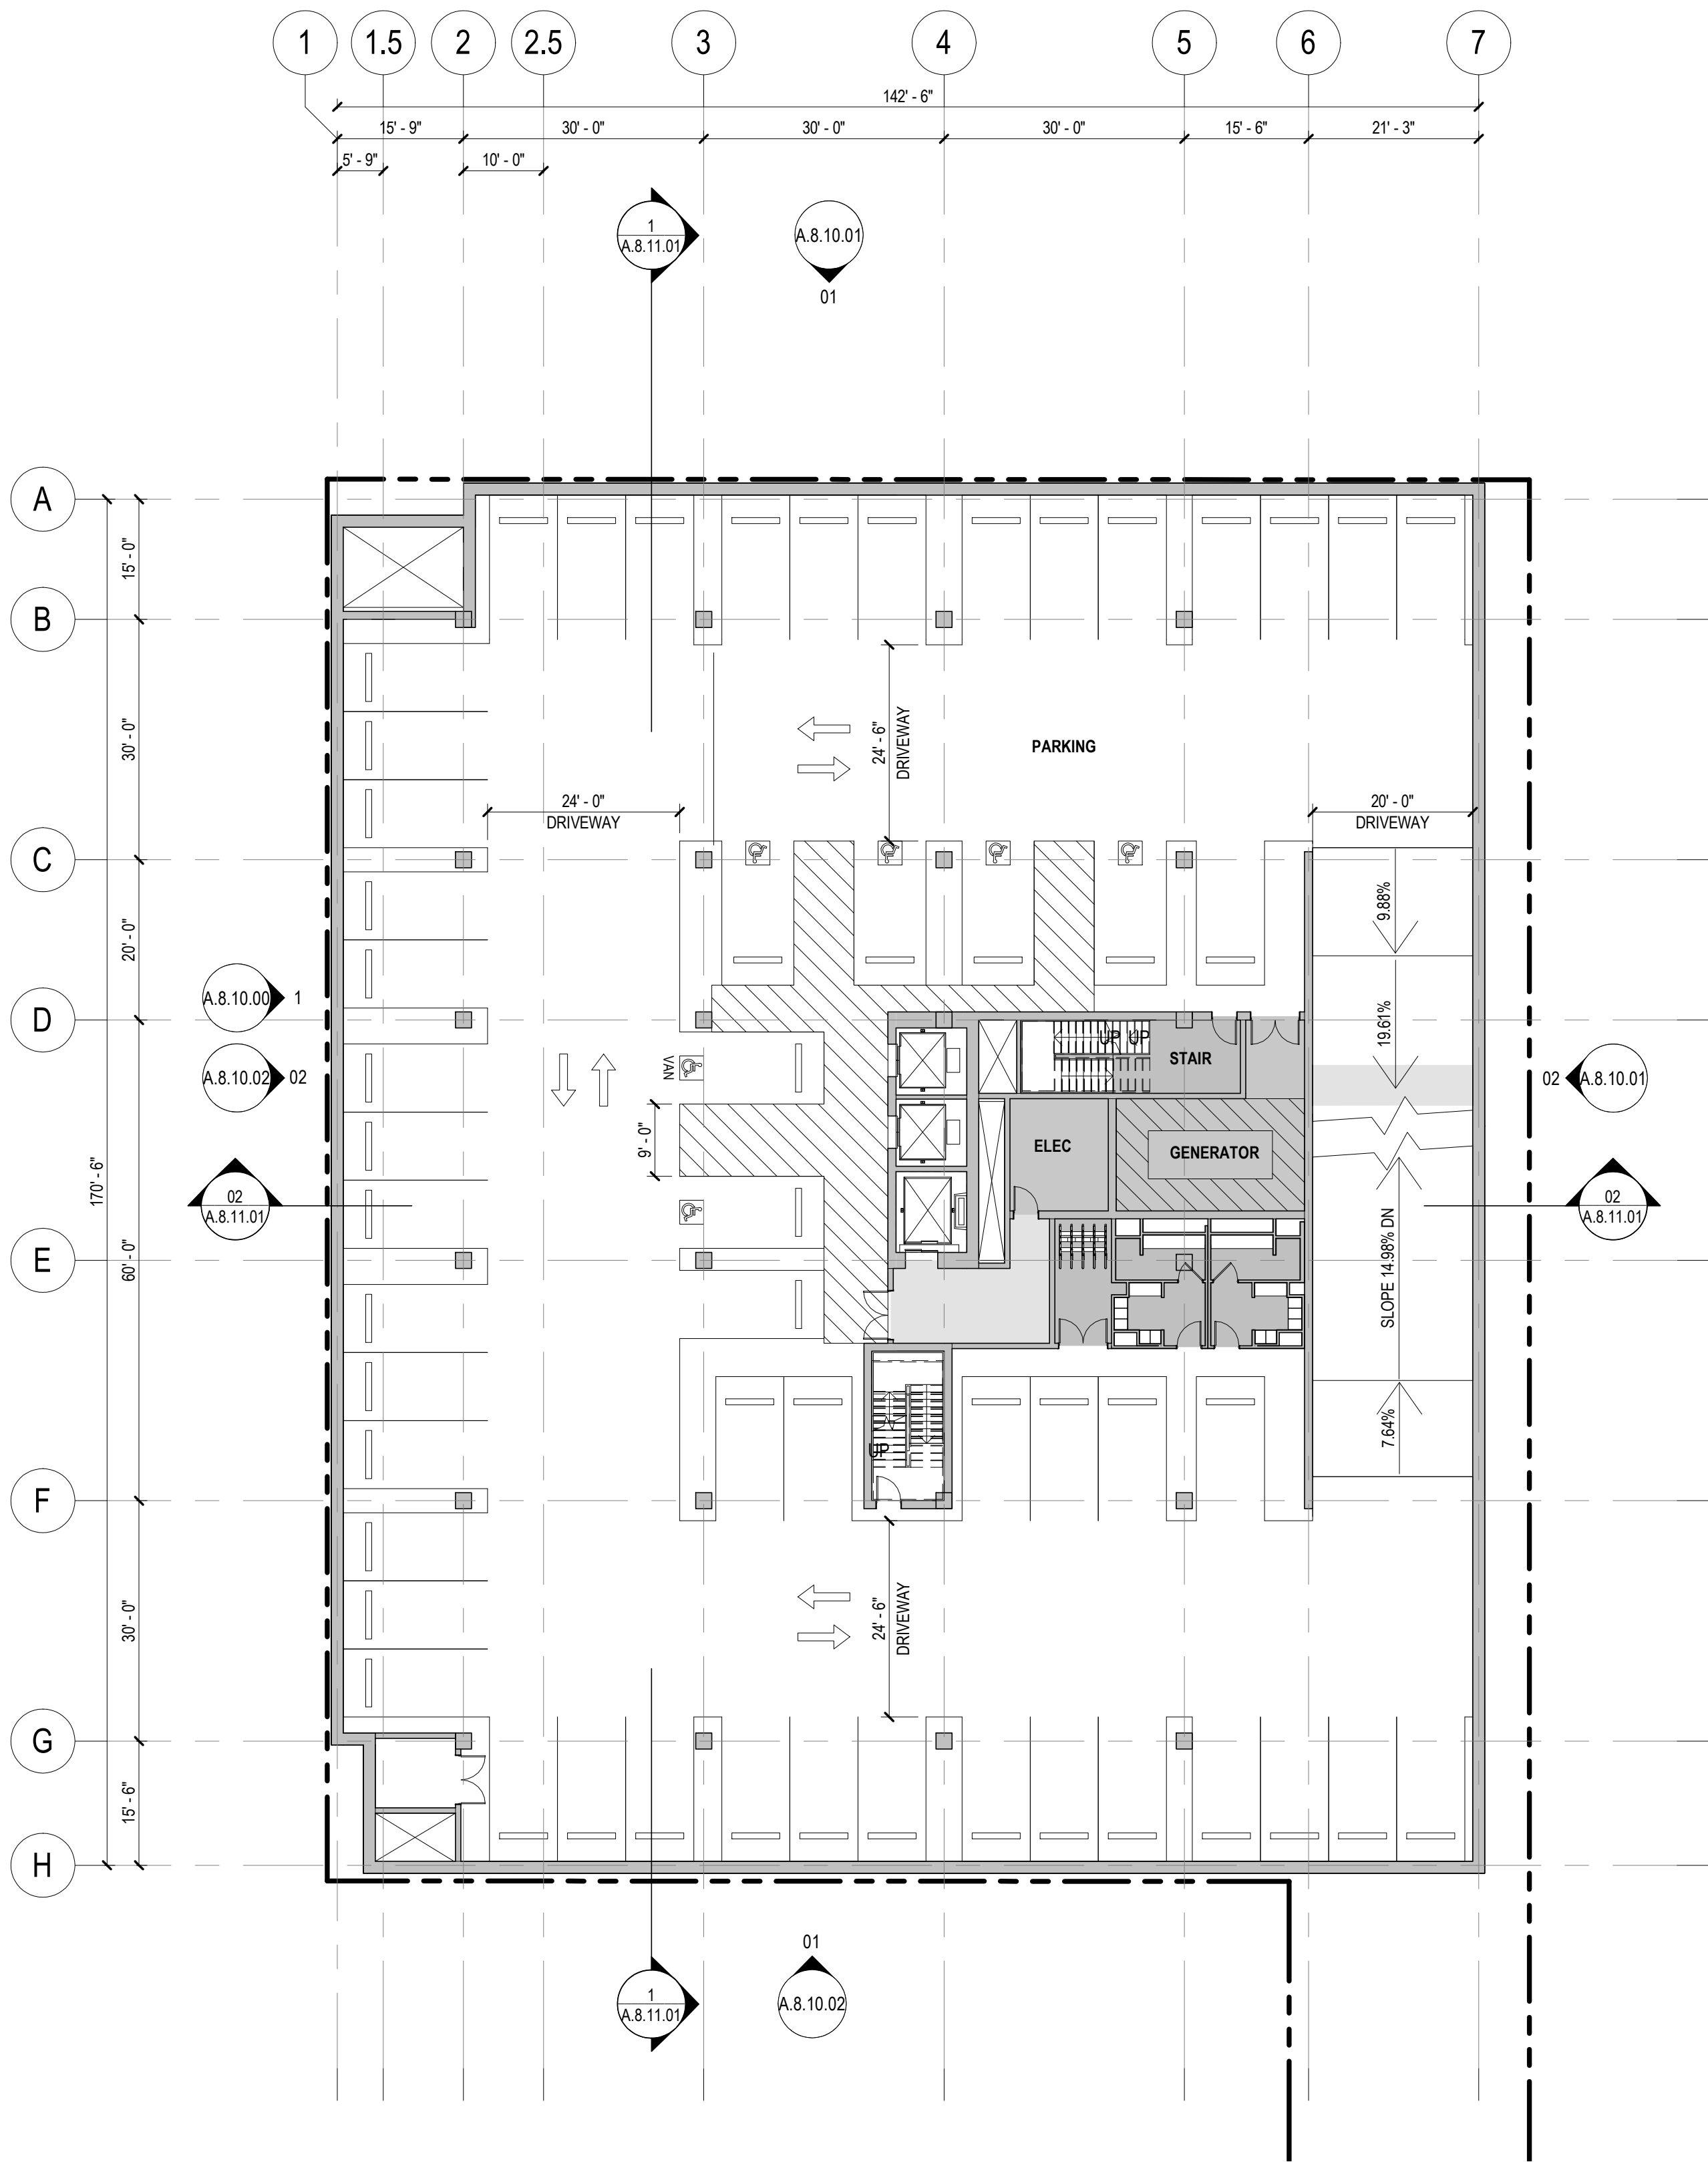 1 1.5 2 2.5 3 4 5 6 7
142' - 6"
15' - 9" 30' - 0" 30' - 0" 30' - 0" 15' - 6" 21' - 3"
5' - 9" 10' - 0"
1
A.8.11.01
A.8.10.01
01
A
15' - 0"
B
30' - 0"
24' - 6"
DRIVEWAY
PARKING
24' - 0"
DRIVEWAY
20' - 0"
DRIVEWAY
C
9.88%
20' - 0"
A.8.10.00 1
D
19.61%
UP UP
STAIR
VAN
A.8.10.02 02
02 A.8.10.01
9' - 0"
ELEC
GENERATOR
170' - 6"
02
A.8.11.01
02
A.8.11.01
E
60' - 0"
SLOPE 14.98% DN
7.64%
UP
F
30' - 0"
24' - 6"
DRIVEWAY
G
15' - 6"
H
01
A.8.10.02
1
A.8.11.01